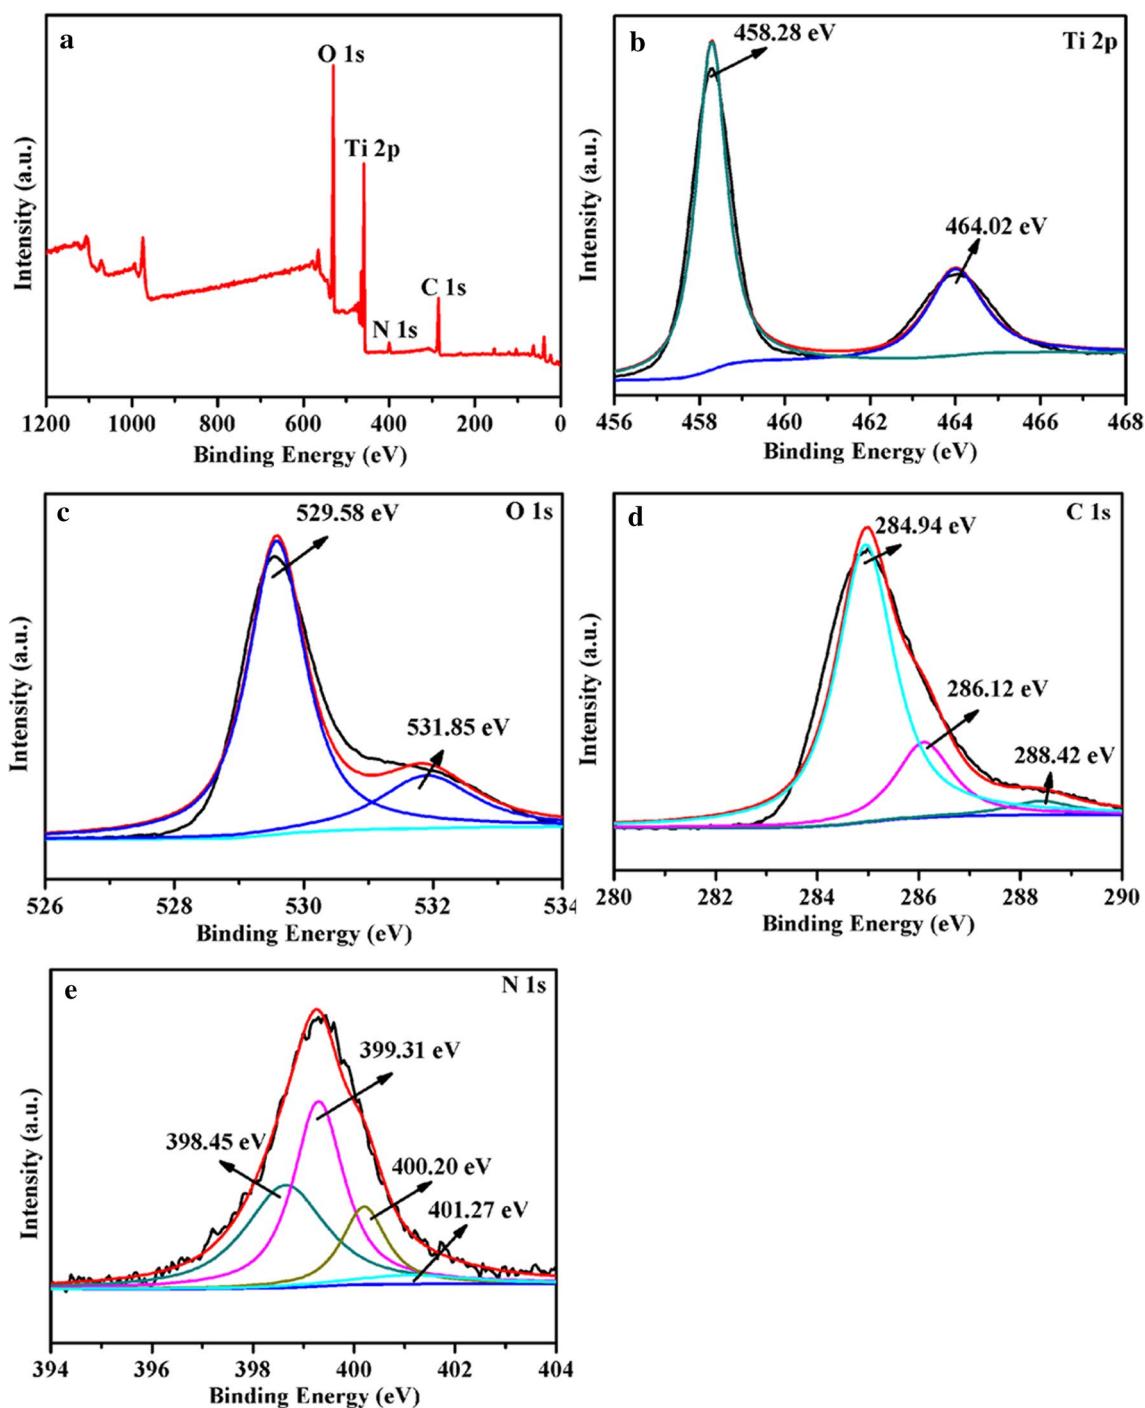 a
O 1s
Ti 2p
C 1s
N 1s
Intensity (a.u.)
1200 1000 800 600 400 200 0
Binding Energy (eV)
b
458.28 eV
Ti 2p
464.02 eV
Intensity (a.u.)
456 458 460 462 464 466 468
Binding Energy (eV)
c
529.58 eV
O 1s
531.85 eV
Intensity (a.u.)
526 528 530 532 534
Binding Energy (eV)
d
284.94 eV
C 1s
286.12 eV
288.42 eV
Intensity (a.u.)
280 282 284 286 288 290
Binding Energy (eV)
e
N 1s
399.31 eV
398.45 eV
400.20 eV
401.27 eV
Intensity (a.u.)
394 396 398 400 402 404
Binding Energy (eV)